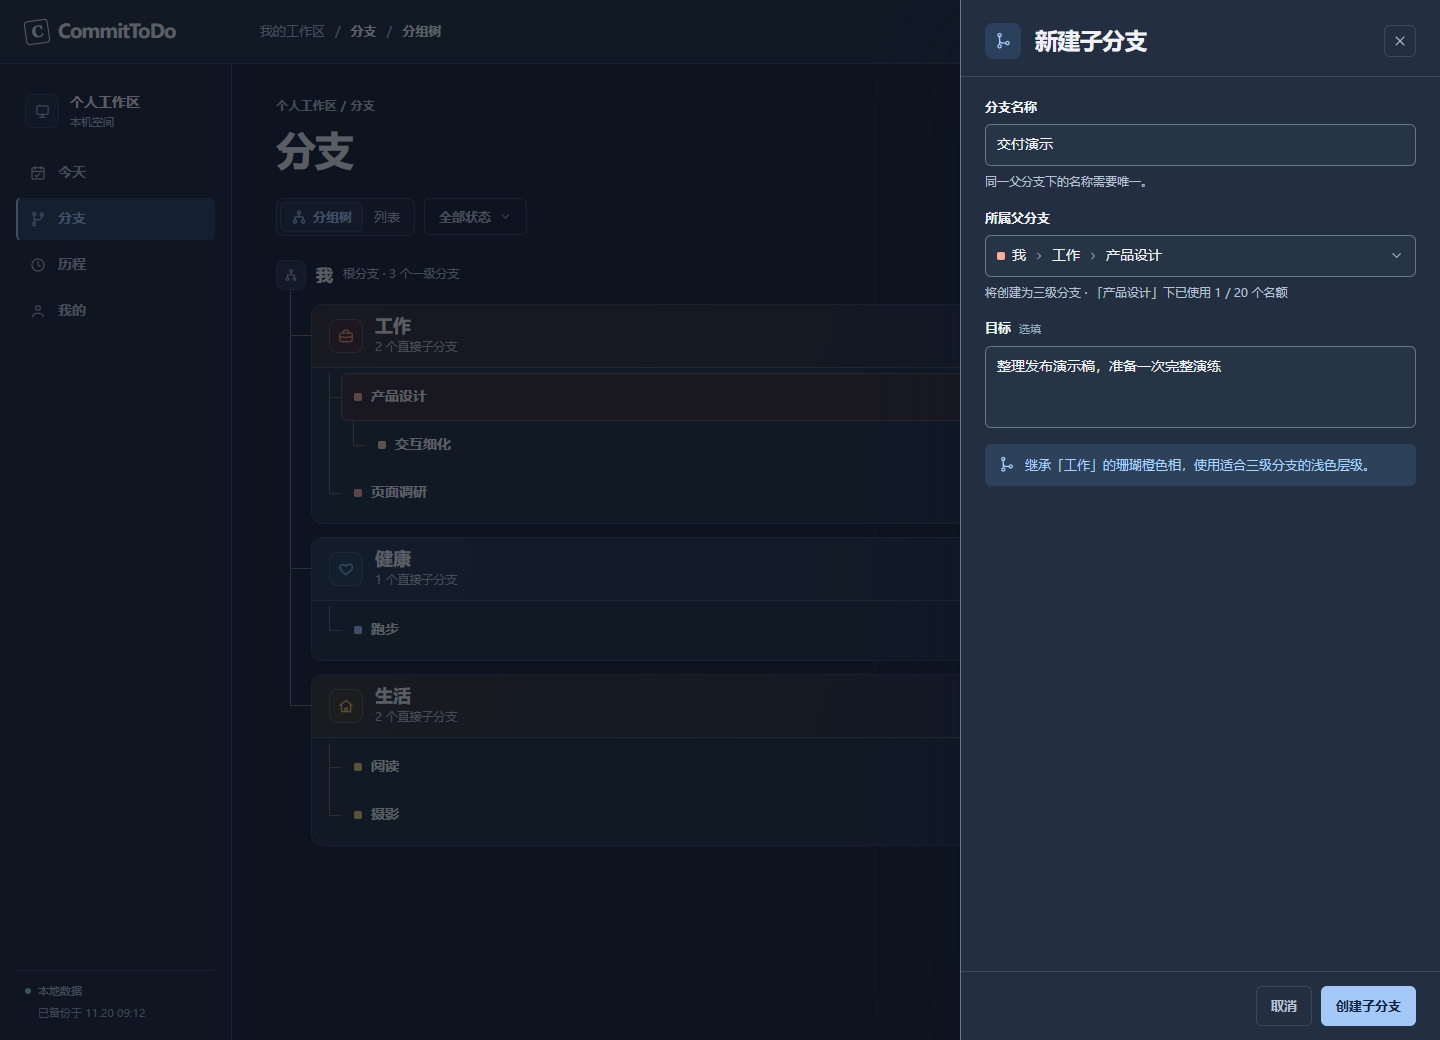 C CommitToDo
我的工作区 / 分支 / 分组树
个人工作区
本机空间
今天
分支
历程
我的
本地数据
已备份于 11.20 09:12
个人工作区 / 分支
分支
分组树 列表 全部状态
我 根分支 · 3 个一级分支
工作
2 个直接子分支
产品设计
交互细化
页面调研
健康
1 个直接子分支
跑步
生活
2 个直接子分支
阅读
摄影
新建子分支
分支名称
交付演示
同一父分支下的名称需要唯一。
所属父分支
我 › 工作 › 产品设计
将创建为三级分支 · 「产品设计」下已使用 1 / 20 个名额
目标 选填
整理发布演示稿，准备一次完整演练
继承「工作」的珊瑚橙色相，使用适合三级分支的浅色层级。
取消 创建子分支